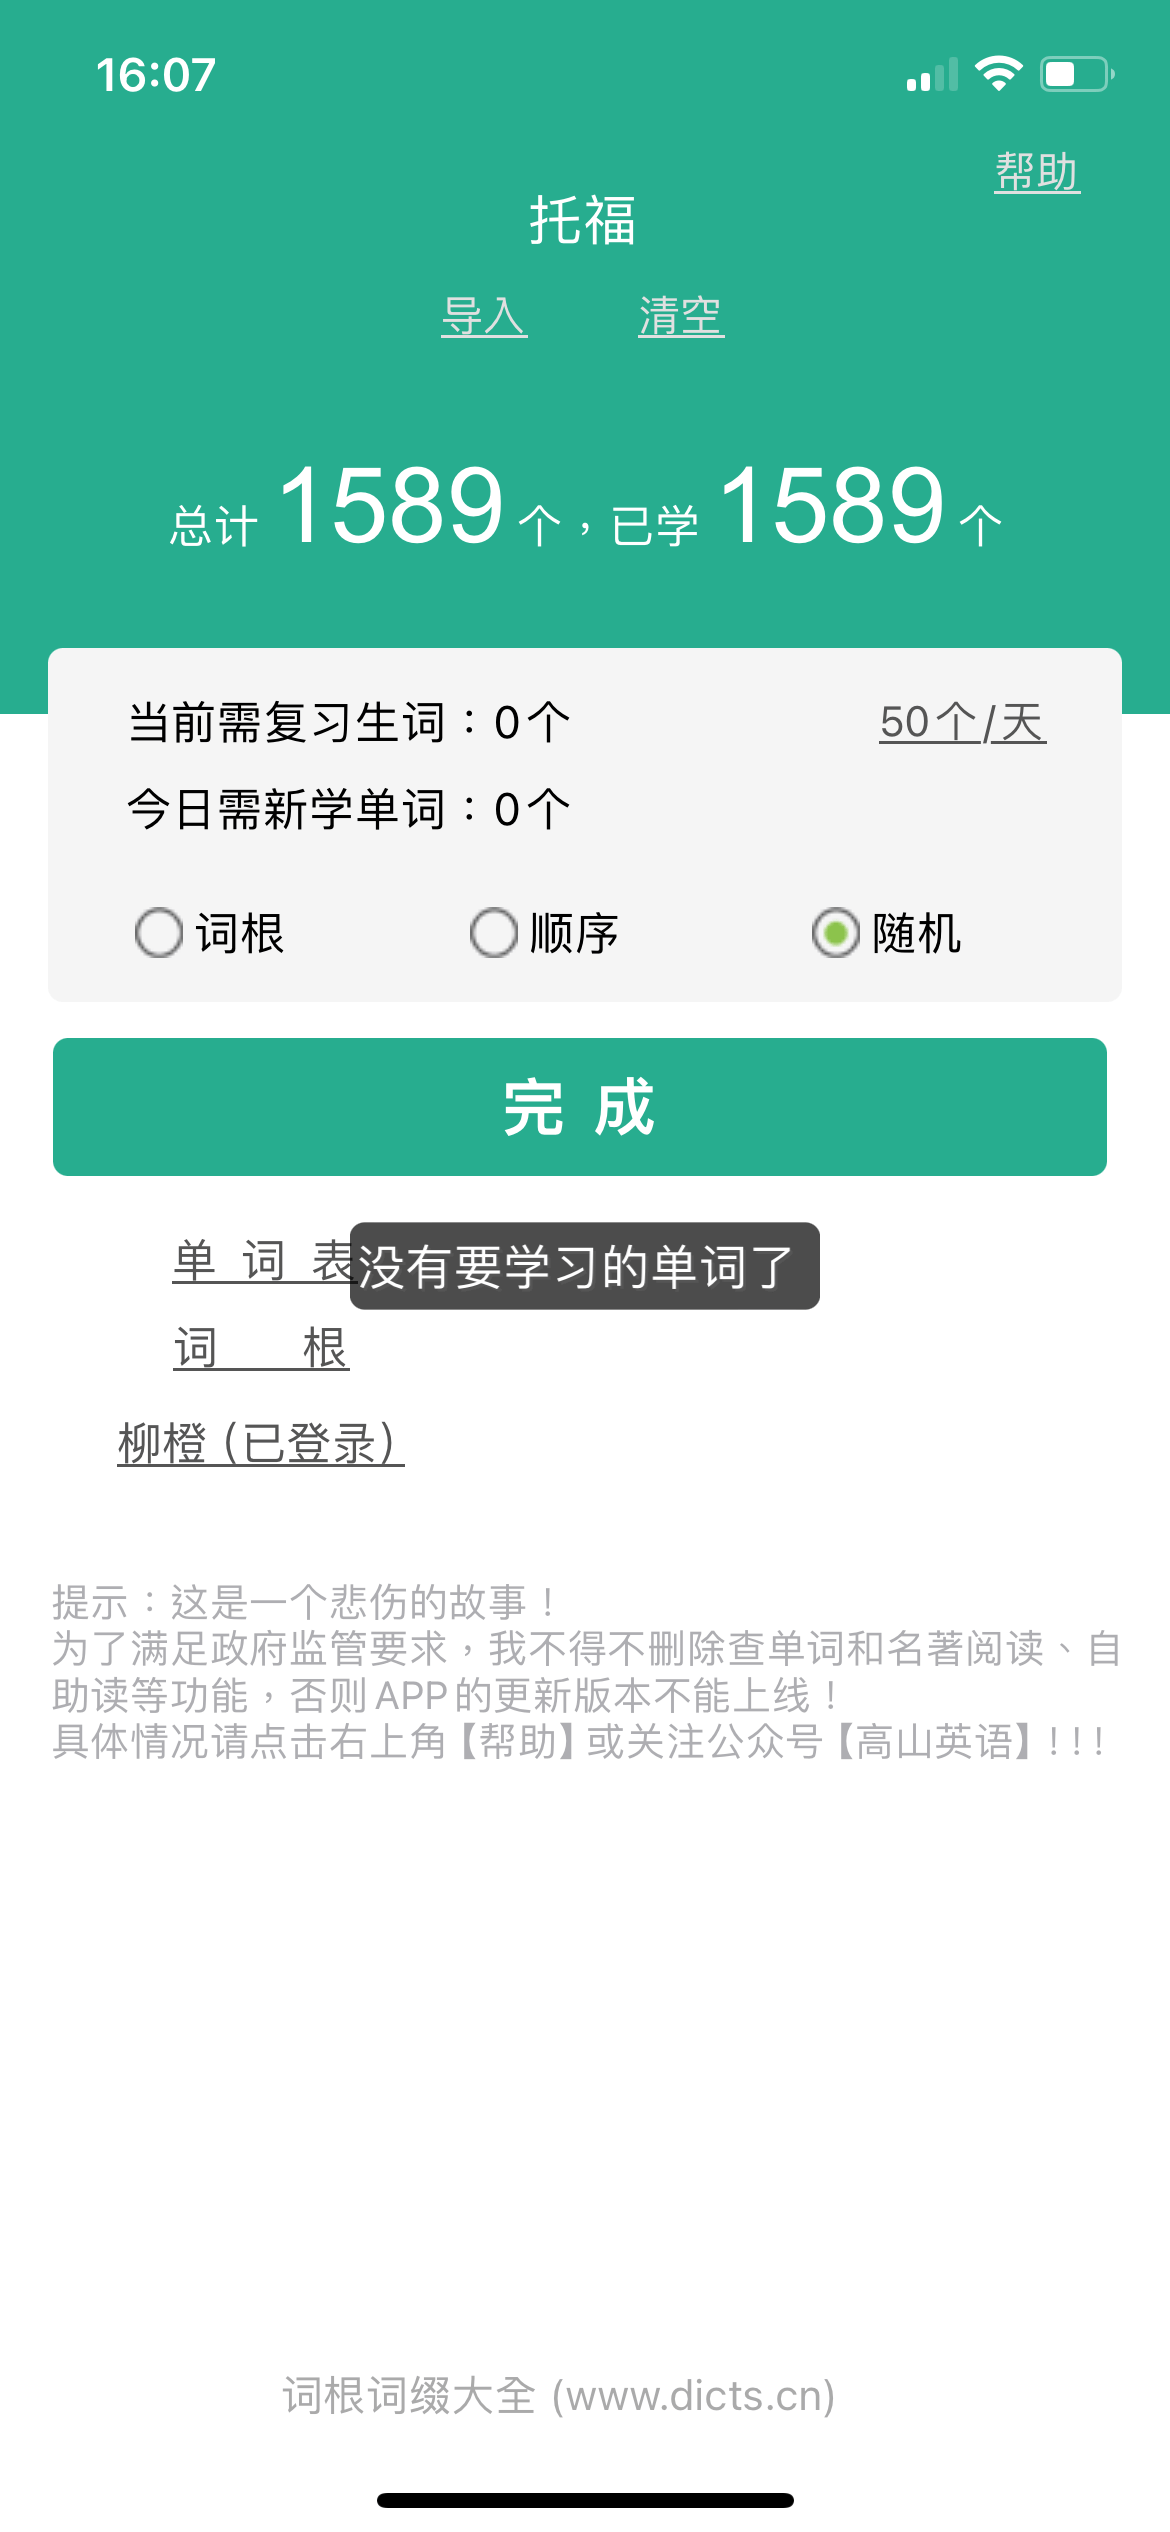 16:07
帮助
托福
导入 清空
总计 1589 个，已学 1589 个
当前需复习生词：0个 50个/天
今日需新学单词：0个
词根 顺序 随机
完 成
单 词 表
没有要学习的单词了
词 根
柳橙 (已登录)
提示：这是一个悲伤的故事！
为了满足政府监管要求，我不得不删除查单词和名著阅读、自
助读等功能，否则APP的更新版本不能上线！
具体情况请点击右上角【帮助】或关注公众号【高山英语】！！！
词根词缀大全 (www.dicts.cn)